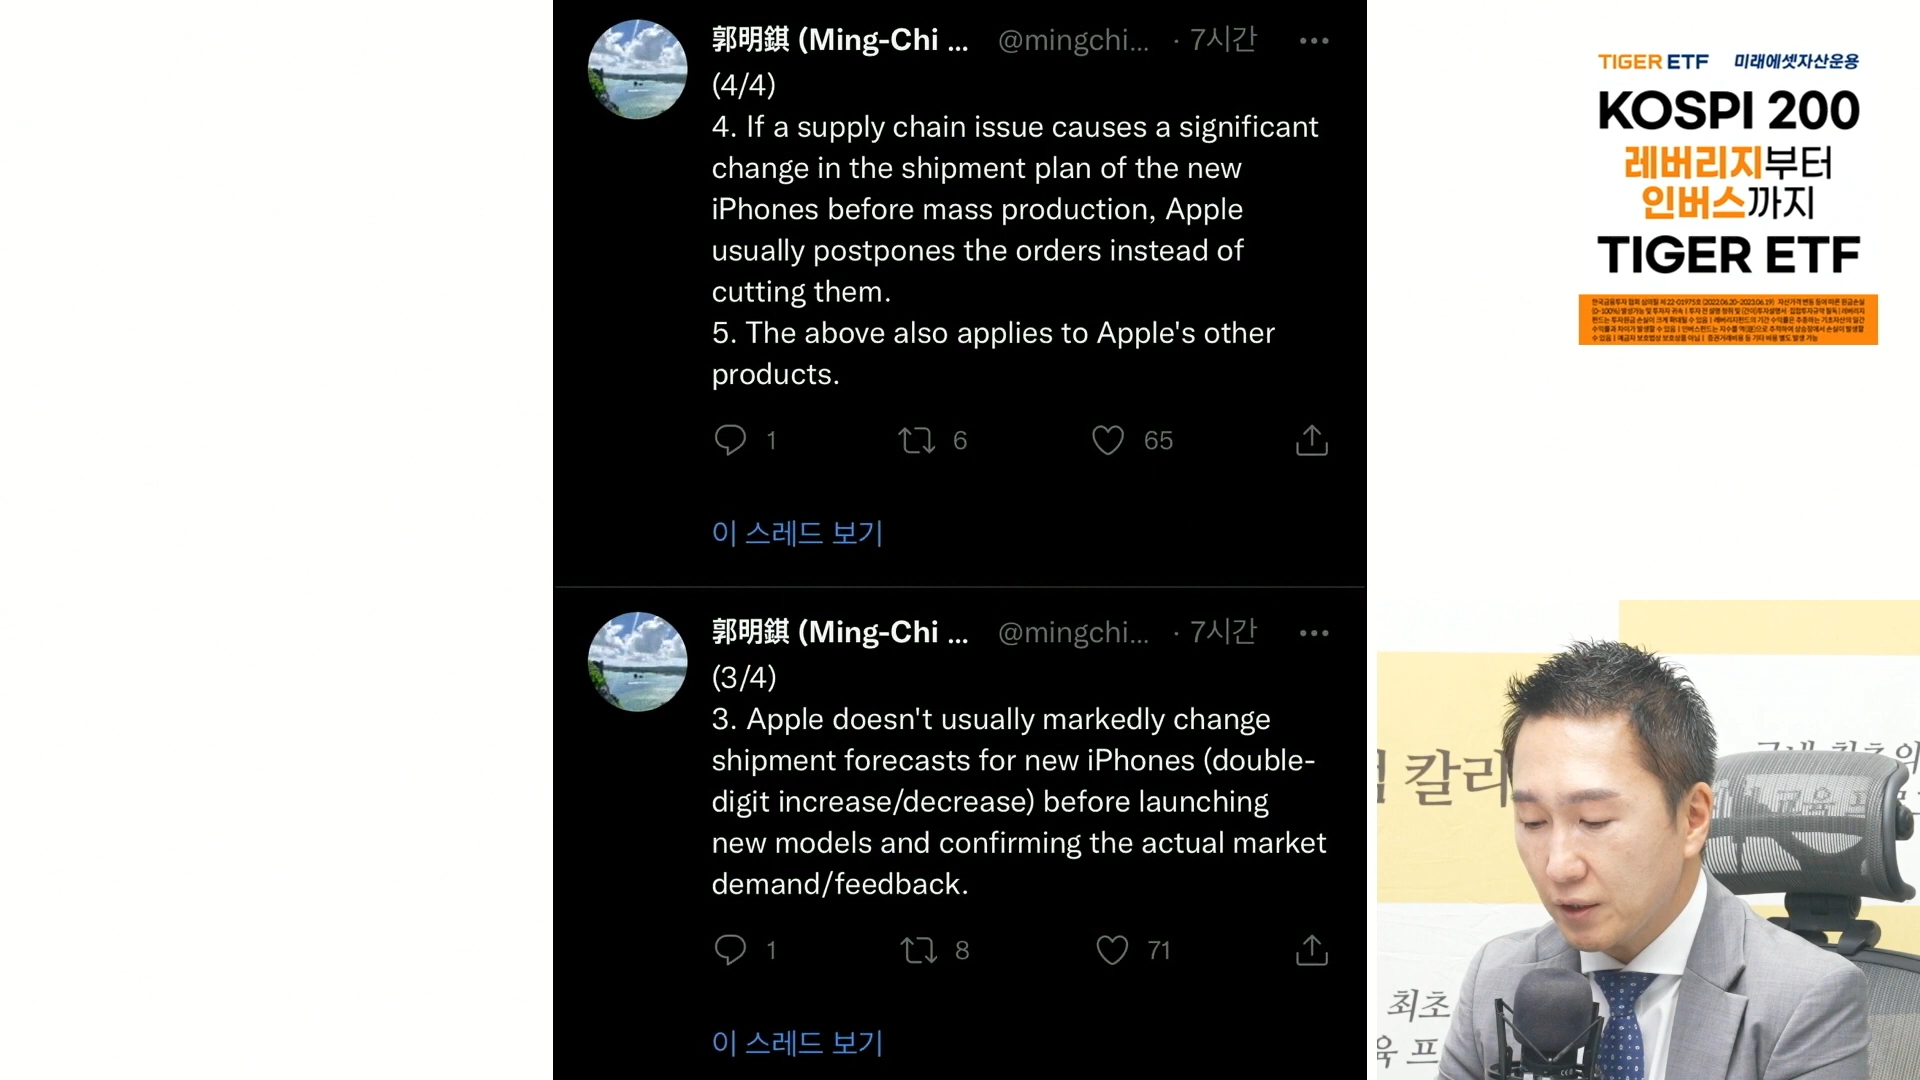 郭明錤 (Ming-Chi ... @mingchi... · 7시간
(4/4)
4. If a supply chain issue causes a significant
change in the shipment plan of the new
iPhones before mass production, Apple
usually postpones the orders instead of
cutting them.
5. The above also applies to Apple's other
products.
1 6 65
이 스레드 보기
郭明錤 (Ming-Chi ... @mingchi... · 7시간
(3/4)
3. Apple doesn't usually markedly change
shipment forecasts for new iPhones (double-
digit increase/decrease) before launching
new models and confirming the actual market
demand/feedback.
1 8 71
이 스레드 보기
TIGER ETF 미래에셋자산운용
KOSPI 200
레버리지부터
인버스까지
TIGER ETF
칼리
최초
육 프